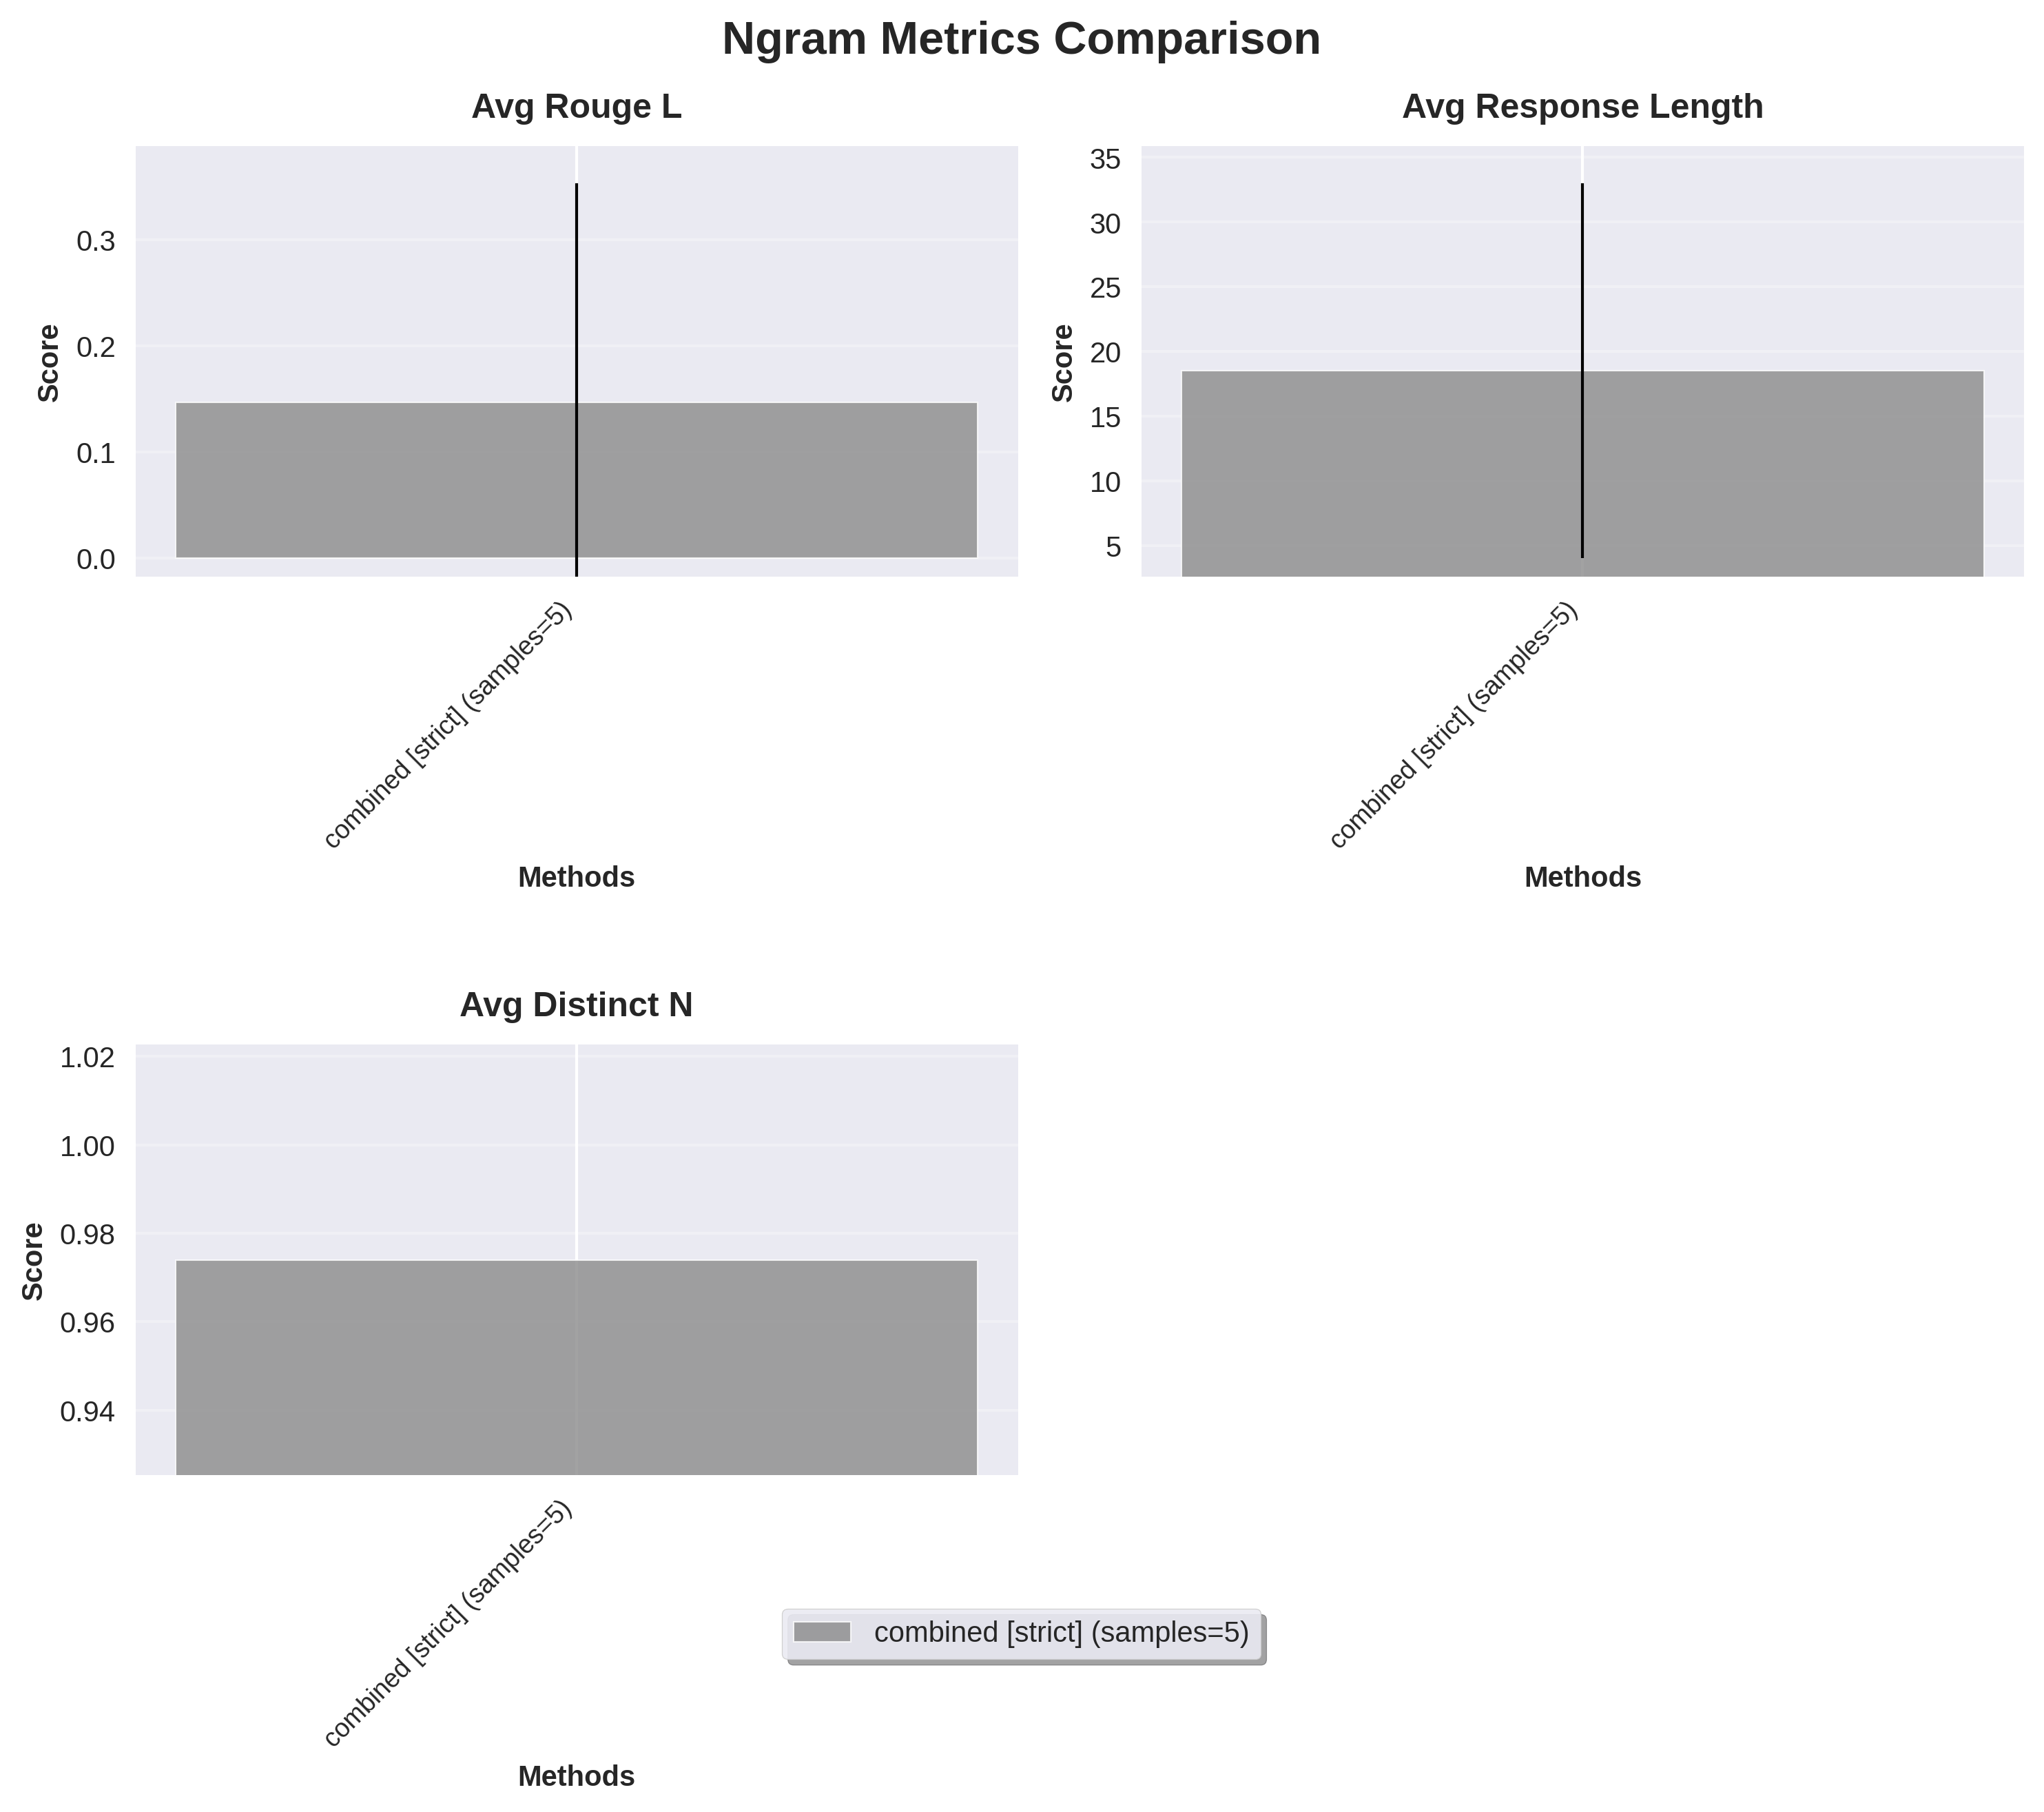 Ngram Metrics Comparison
Avg Rouge L
Score
0.3
0.2
0.1
0.0
combined [strict] (samples=5)
Methods
Avg Response Length
Score
35
30
25
20
15
10
5
combined [strict] (samples=5)
Methods
Avg Distinct N
Score
1.02
1.00
0.98
0.96
0.94
combined [strict] (samples=5)
Methods
combined [strict] (samples=5)